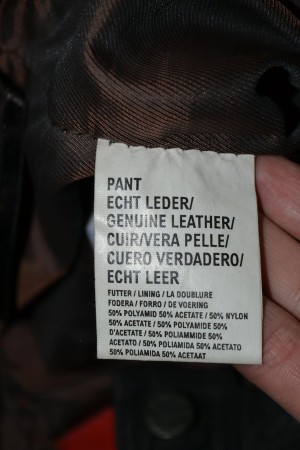 PANT
ECHT LEDER/
GENUINE LEATHER/
CUIR/VERA PELLE/
CUERO VERDADERO/
ECHT LEER
FUTTER / LINING / LA DOUBLURE
FODERA / FORRO / DE VOERING
50% POLYAMID 50% ACETATE / 50% NYLON
50% ACETATE / 50% POLYAMIDE 50%
D'ACETATE / 50% POLIAMMIDE 50%
ACETATO / 50% POLIAMIDA 50% ACETATO
50% POLIAMIDA 50% ACETAAT